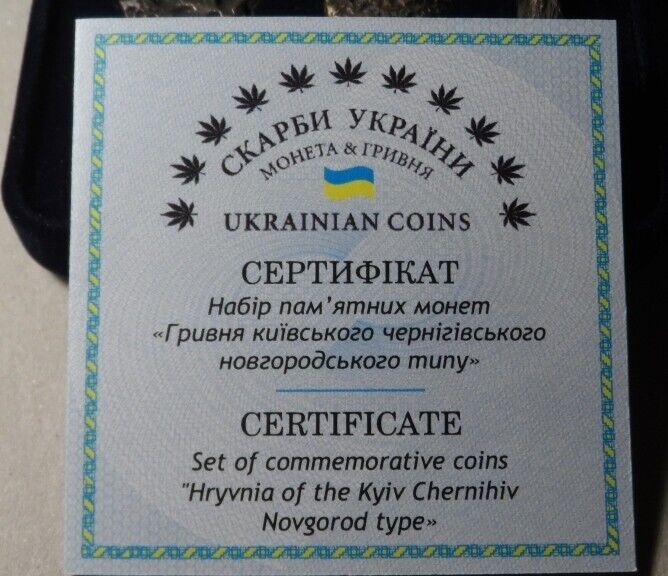 СКАРБИ УКРАЇНИ
МОНЕТА & ГРИВНЯ
UKRAINIAN COINS
СЕРТИФІКАТ
Набір пам’ятних монет
«Гривня київського чернігівського
новгородського типу»
CERTIFICATE
Set of commemorative coins
"Hryvnia of the Kyiv Chernihiv
Novgorod type»